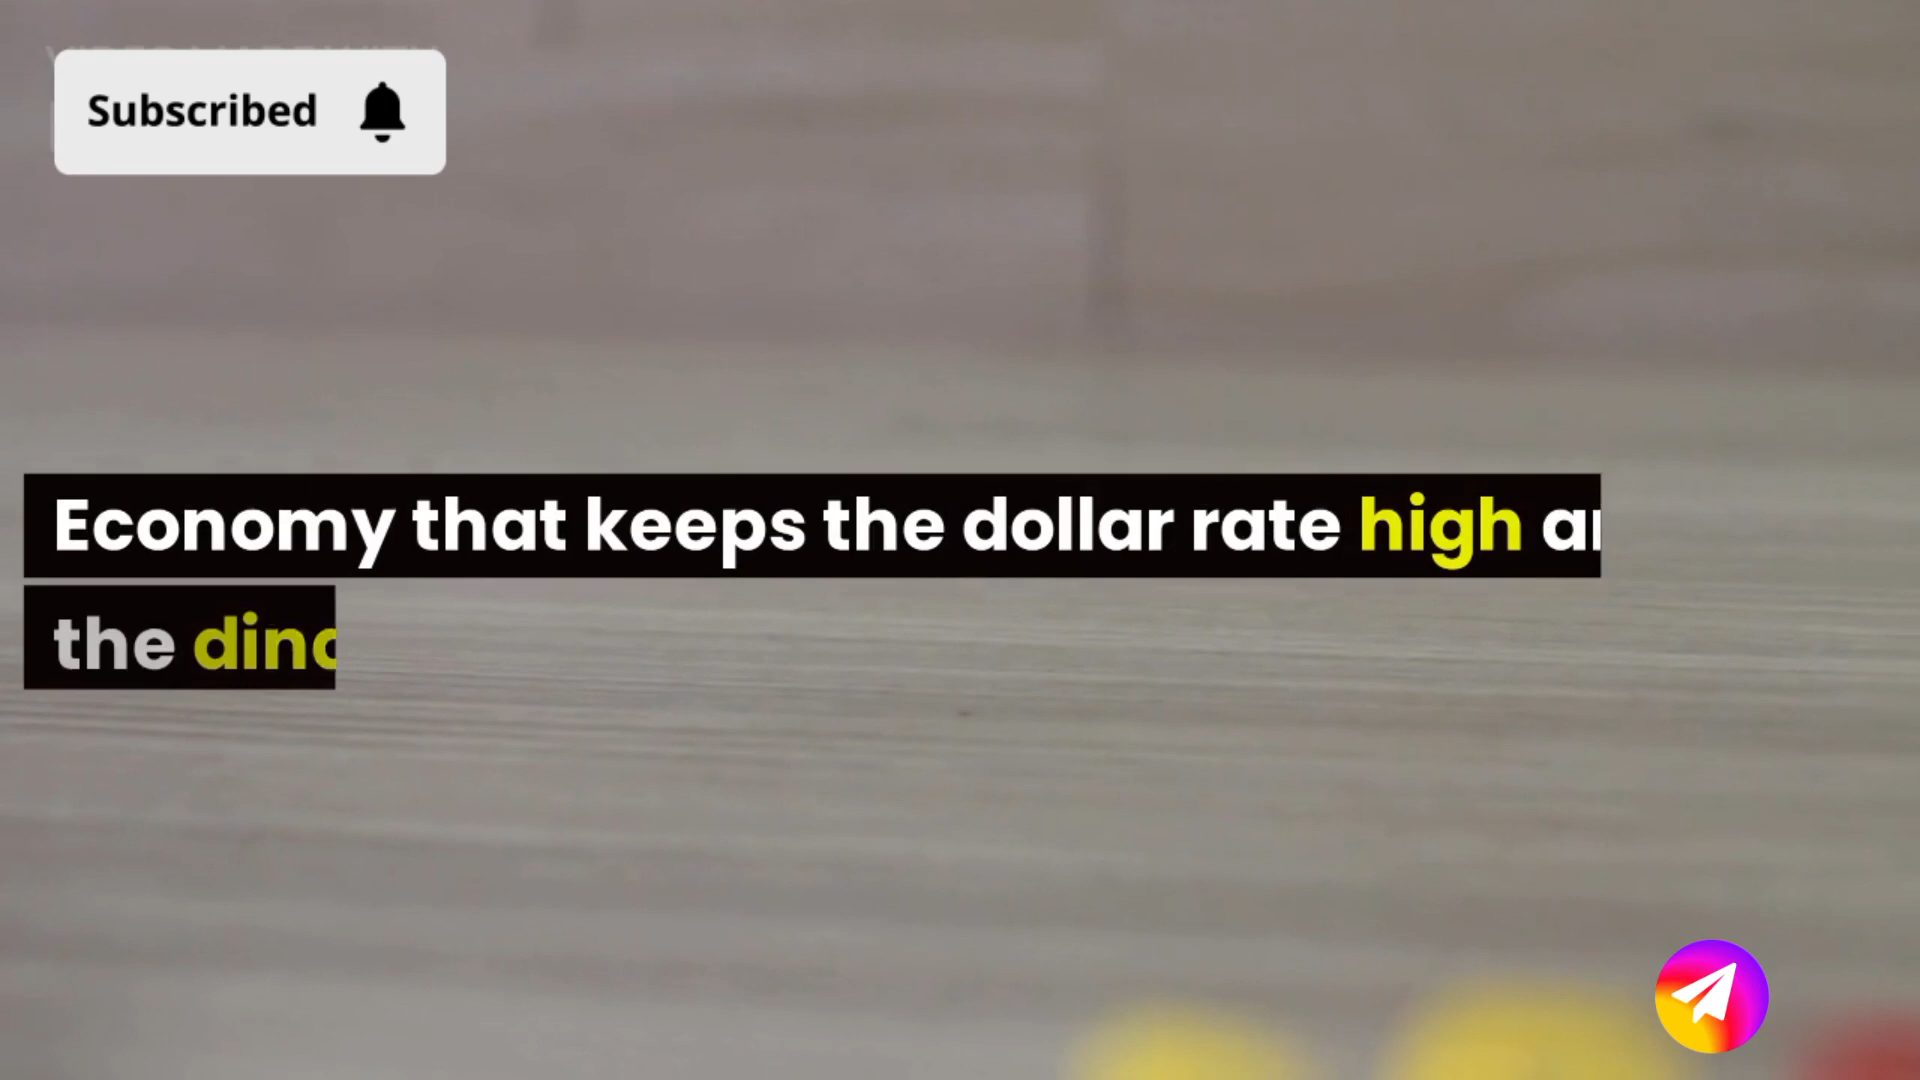 Subscribed
Economy that keeps the dollar rate high
the